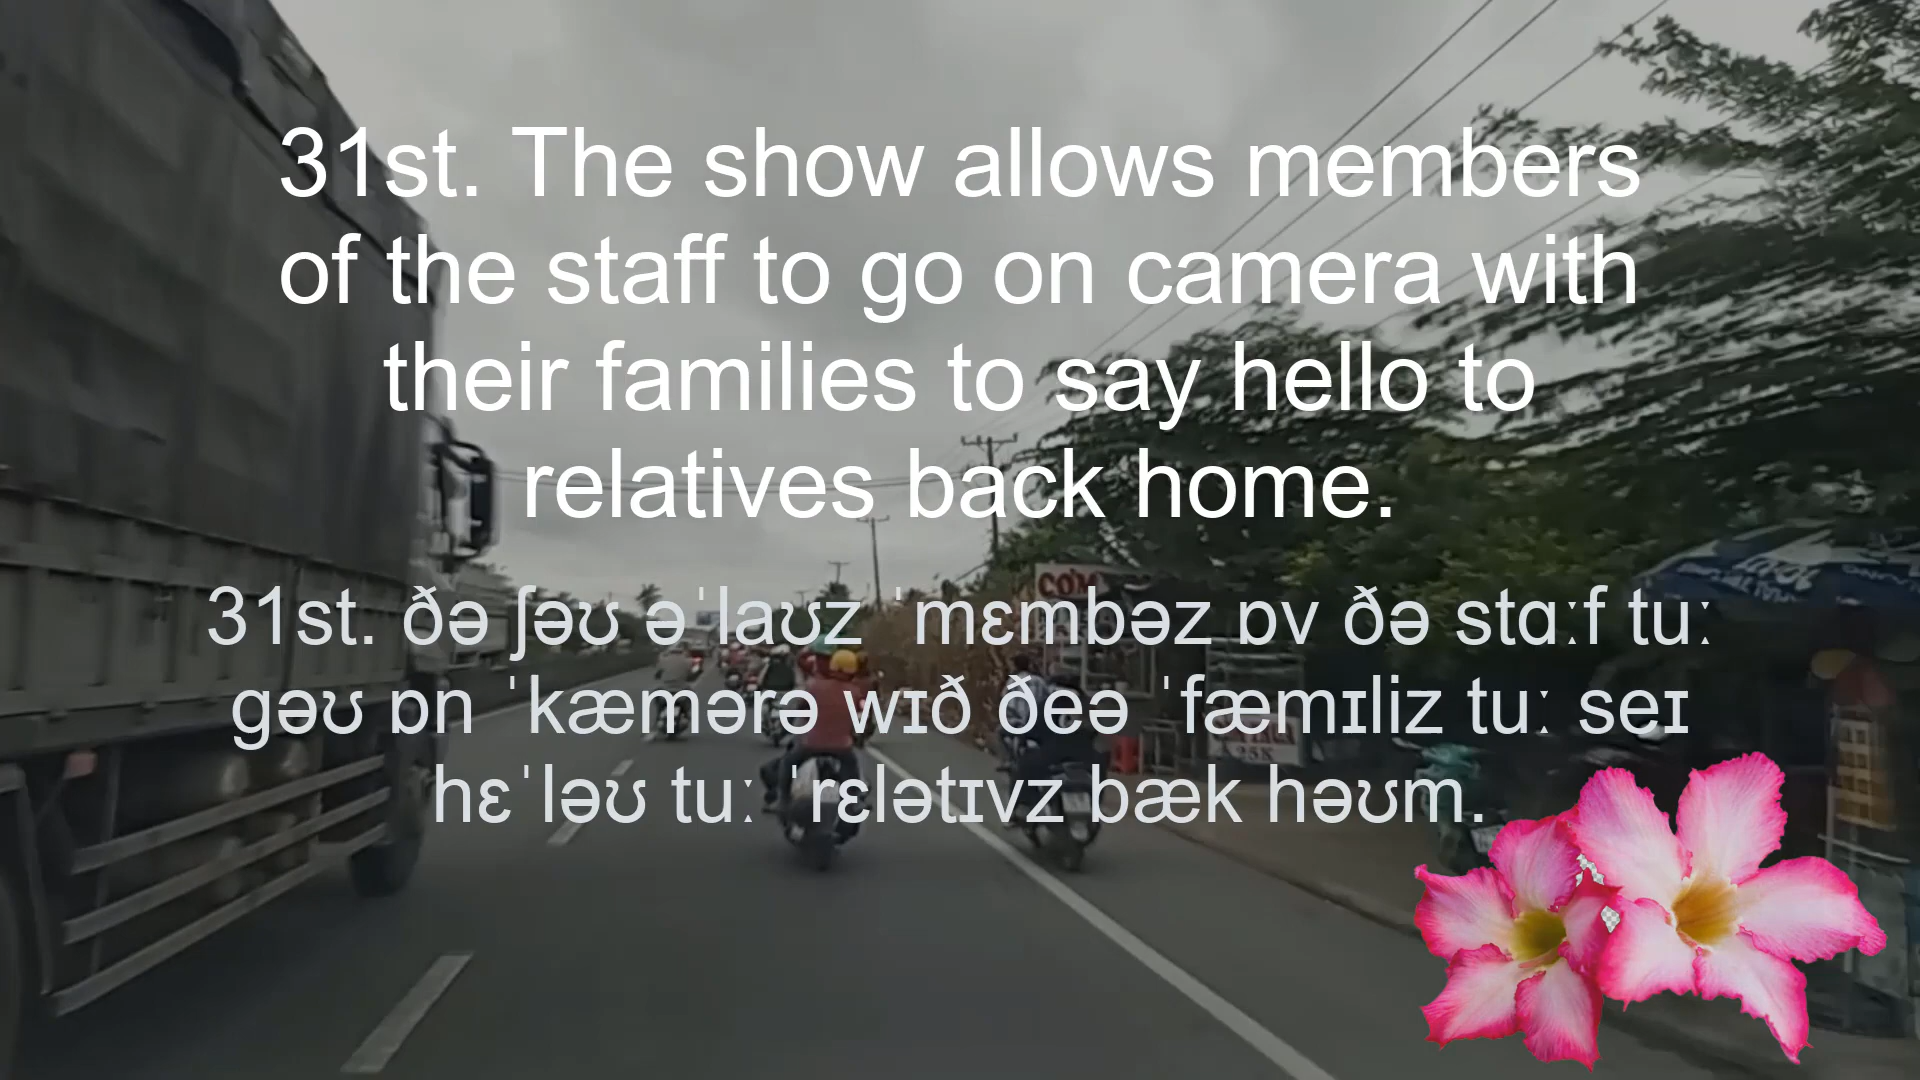 31st. The show allows members
of the staff to go on camera with
their families to say hello to
relatives back home.
31st. ðə ʃəʊ əˈlaʊz ˈmɛmbəz ɒv ðə stɑːf tuː
gəʊ ɒn ˈkæmərə wɪð ðeə ˈfæmɪliz tuː seɪ
hɛˈləʊ tuː ˈrɛlətɪvz bæk həʊm.
CƠM